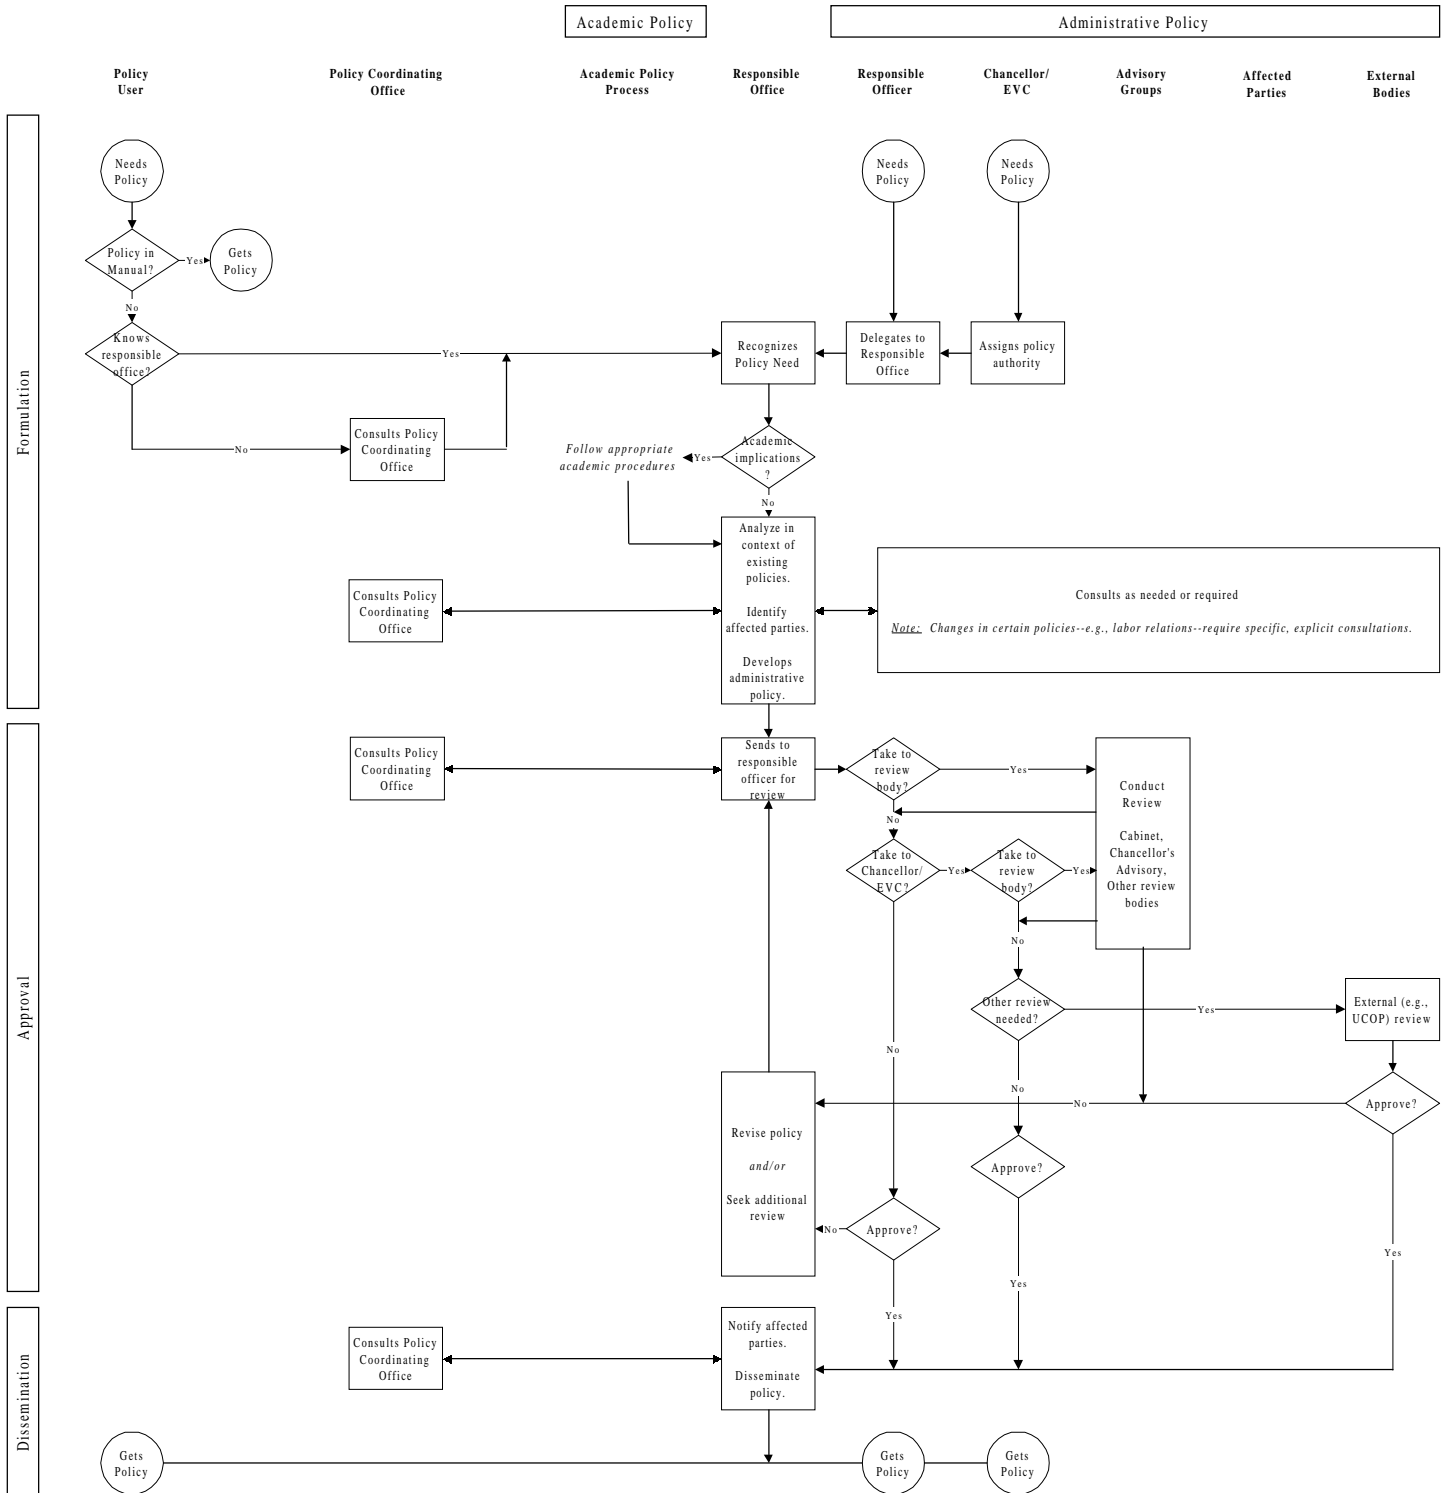 Academic Policy
Administrative Policy
Policy
User
Policy Coordinating
Office
Academic Policy
Process
Responsible
Office
Responsible
Officer
Chancellor/
EVC
Advisory
Groups
Affected
Parties
External
Bodies
Formulation
Needs
Policy
Needs
Policy
Needs
Policy
Policy in
Manual?
Yes
Gets
Policy
No
Knows
responsible
office?
Yes
Recognizes
Policy Need
Delegates to
Responsible
Office
Assigns policy
authority
No
Consults Policy
Coordinating
Office
Follow appropriate
academic procedures
Yes
Academic
implications
?
No
Analyze in
context of
existing
policies.
Identify
affected parties.
Develops
administrative
policy.
Consults Policy
Coordinating
Office
Consults as needed or required
Note: Changes in certain policies--e.g., labor relations--require specific, explicit consultations.
Approval
Consults Policy
Coordinating
Office
Sends to
responsible
officer for
review
Take to
review
body?
Yes
Conduct
Review
Cabinet,
Chancellor's
Advisory,
Other review
bodies
No
Take to
Chancellor/
EVC?
Yes
Take to
review
body?
Yes
No
Other review
needed?
Yes
External (e.g.,
UCOP) review
No
No
No
Approve?
Revise policy
and/or
Seek additional
review
Approve?
No
Approve?
Yes
Yes
Yes
Dissemination
Consults Policy
Coordinating
Office
Notify affected
parties.
Disseminate
policy.
Gets
Policy
Gets
Policy
Gets
Policy